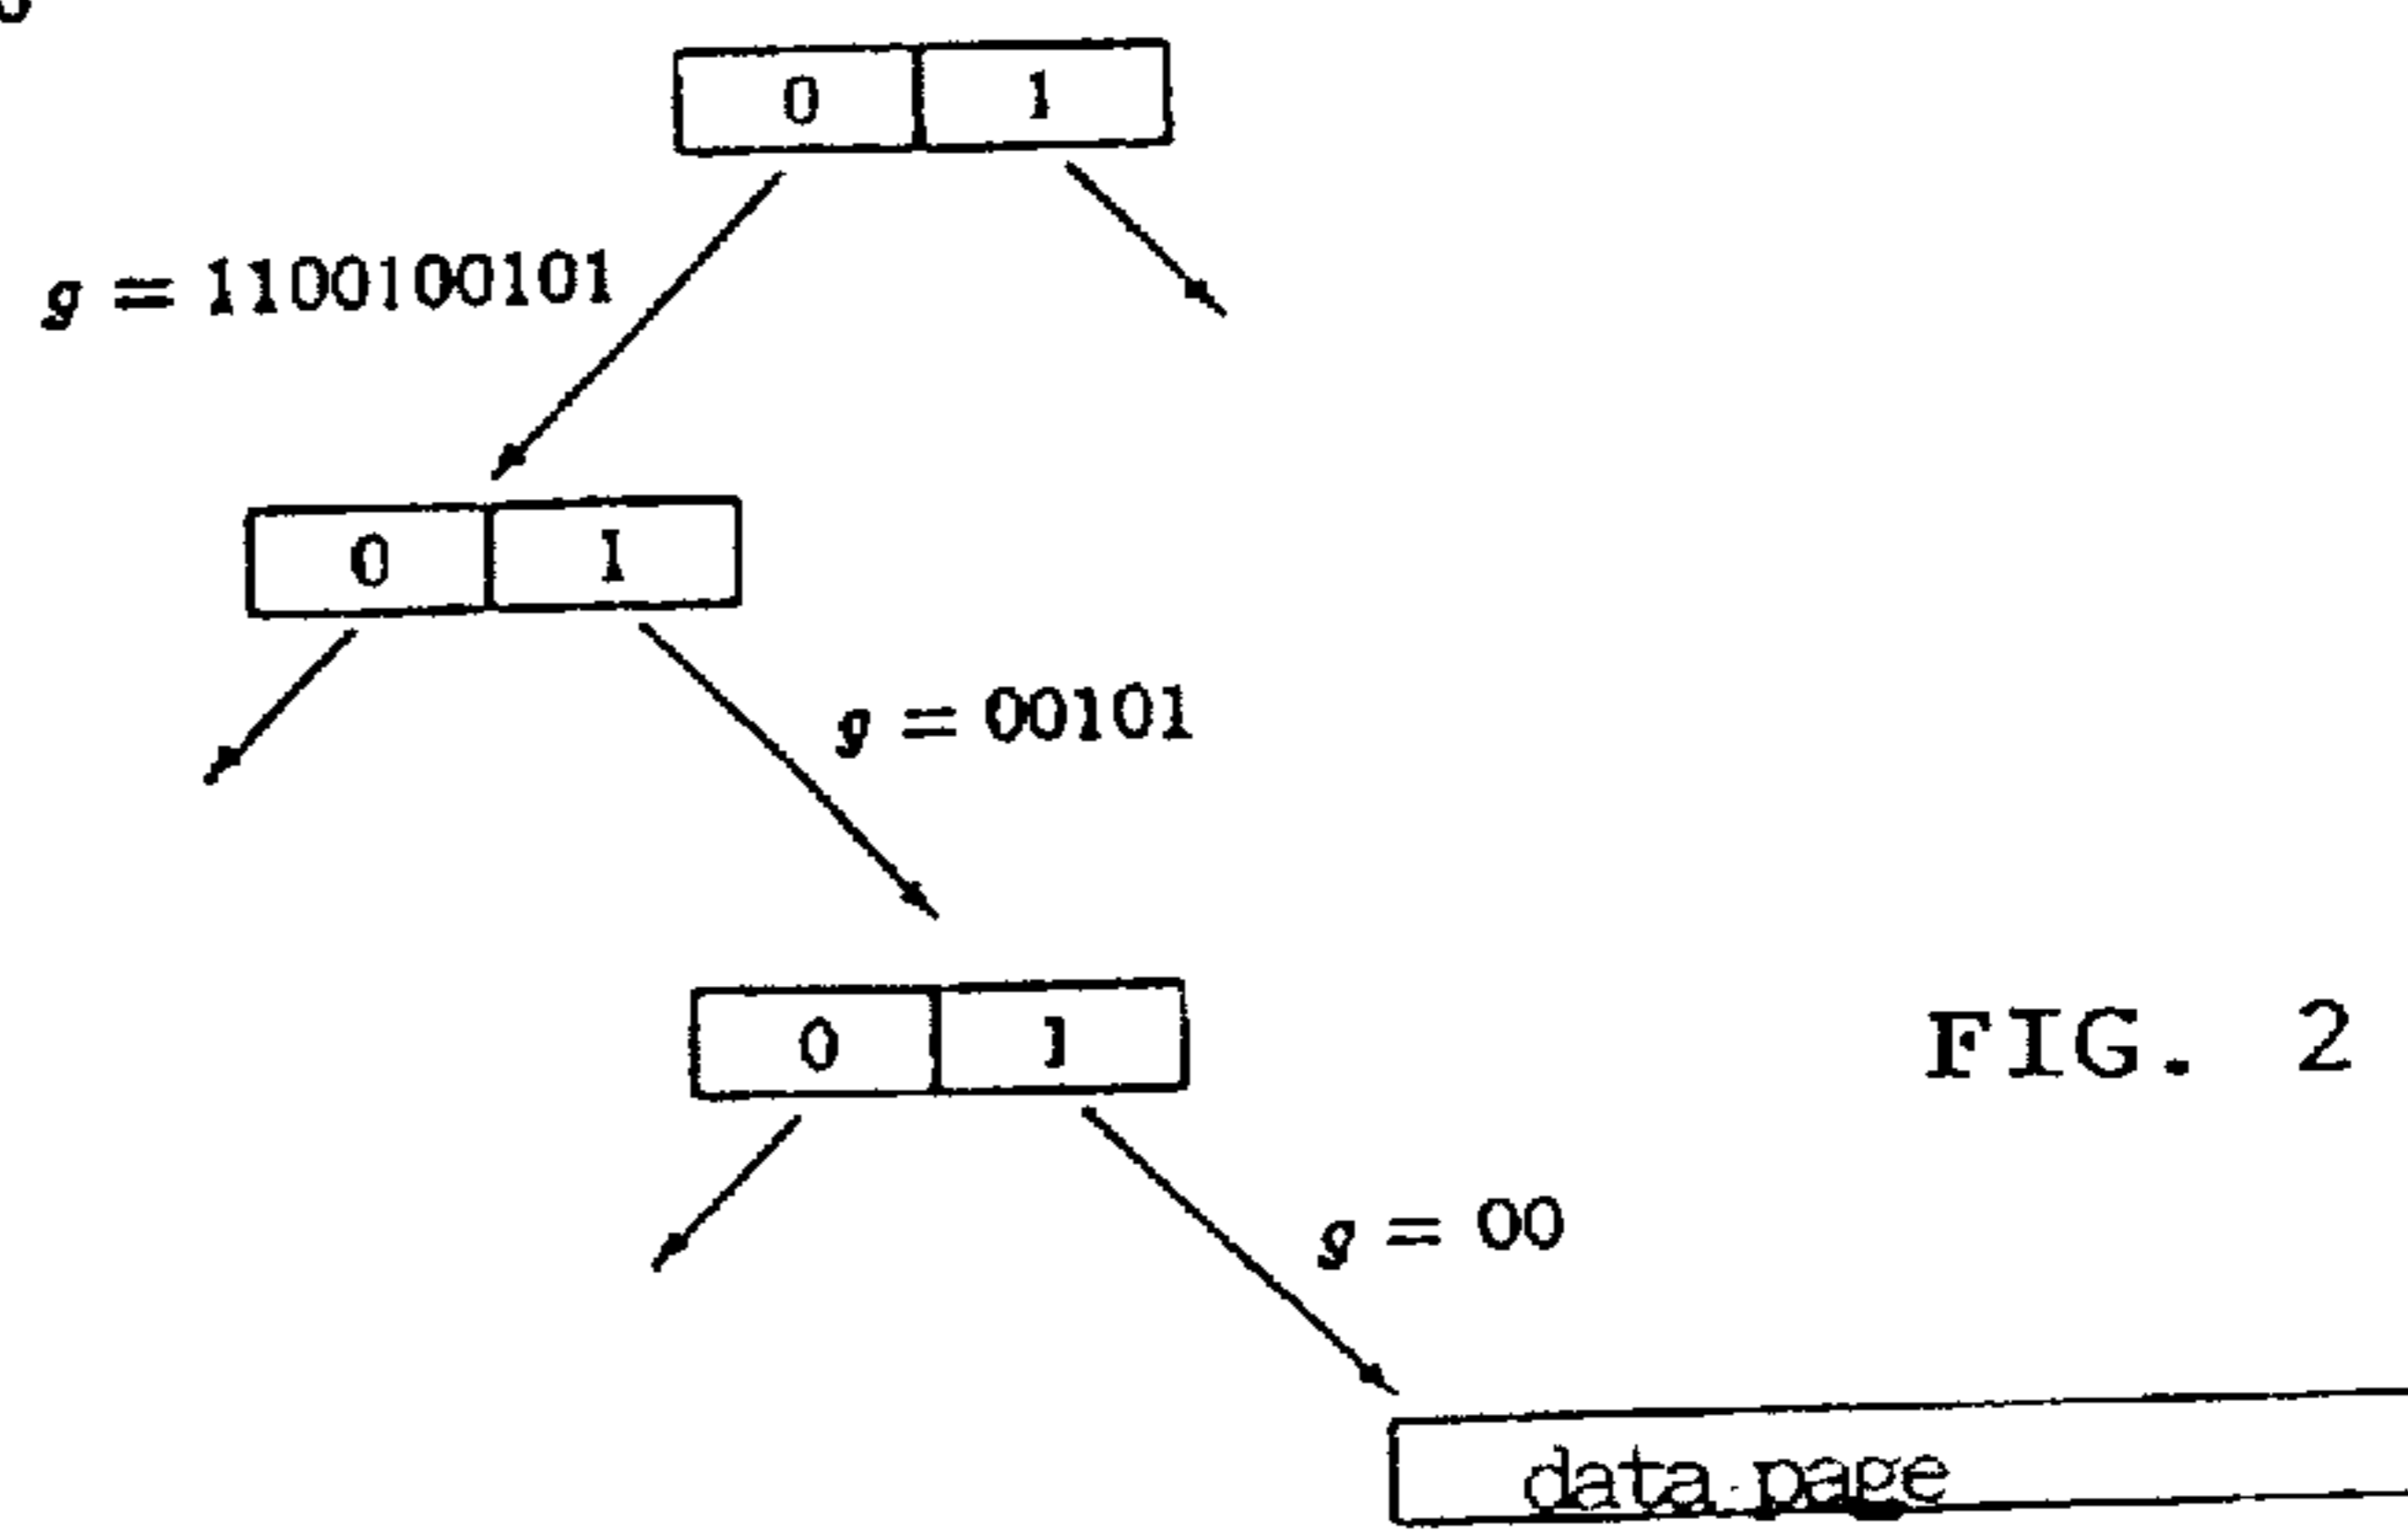 0 1
g = 1100100101
0 1
g = 00101
0 1
FIG. 2
g = 00
data page